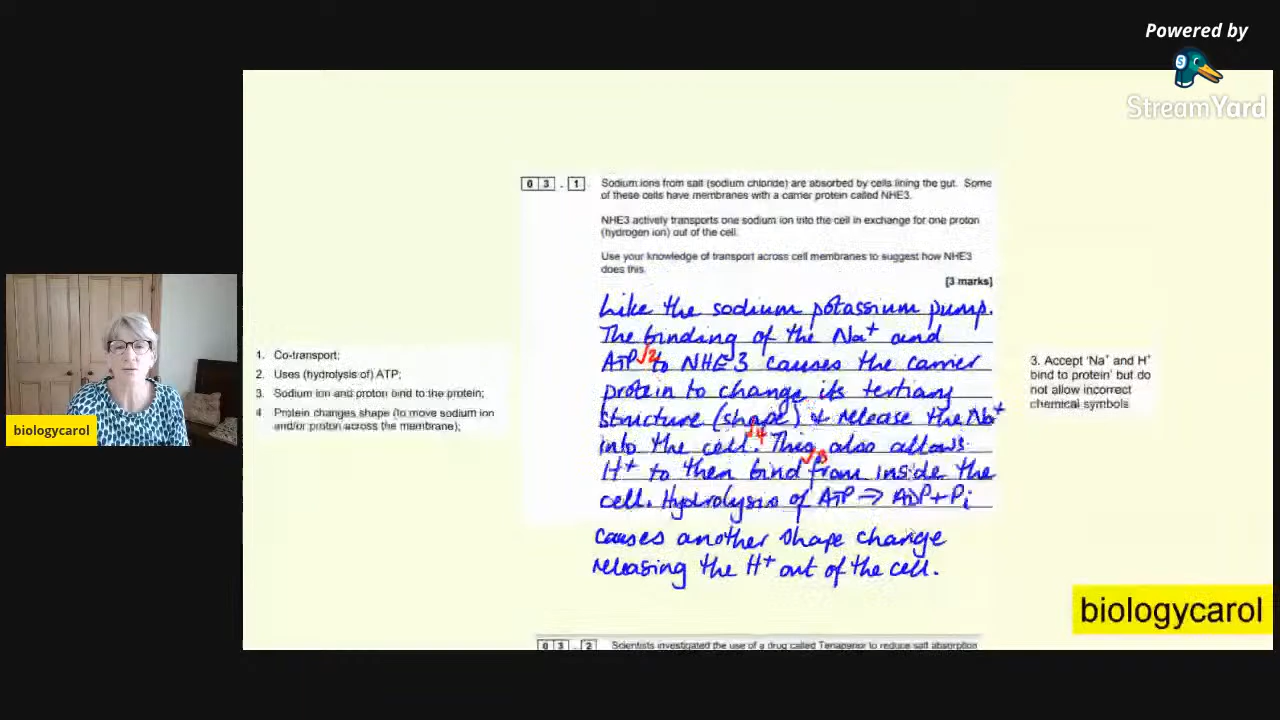 Powered by
StreamYard
0 3 . 1
Sodium ions from salt (sodium chloride) are absorbed by cells lining the gut. Some
of these cells have membranes with a carrier protein called NHE3.
NHE3 actively transports one sodium ion into the cell in exchange for one proton
(hydrogen ion) out of the cell.
Use your knowledge of transport across cell membranes to suggest how NHE3
does this.
[3 marks]
Like the sodium potassium pump.
The binding of the Na⁺ and
ATP √2 to NHE3 causes the carrier
protein to change its tertiary
structure (shape) & release the Na⁺
into the cell. √4 This also allows
H⁺ to then bind √3 from inside the
cell. Hydrolysis of ATP ⇒ ADP + Pi
causes another shape change
releasing the H⁺ out of the cell.
1. Co-transport;
2. Uses (hydrolysis of) ATP;
3. Sodium ion and proton bind to the protein;
4 Protein changes shape (to move sodium ion
and/or proton across the membrane);
3. Accept 'Na⁺ and H⁺
bind to protein' but do
not allow incorrect
chemical symbols
biologycarol
biologycarol
0 3 . 2
Scientists investigated the use of a drug called Tenapanor to reduce salt absorption